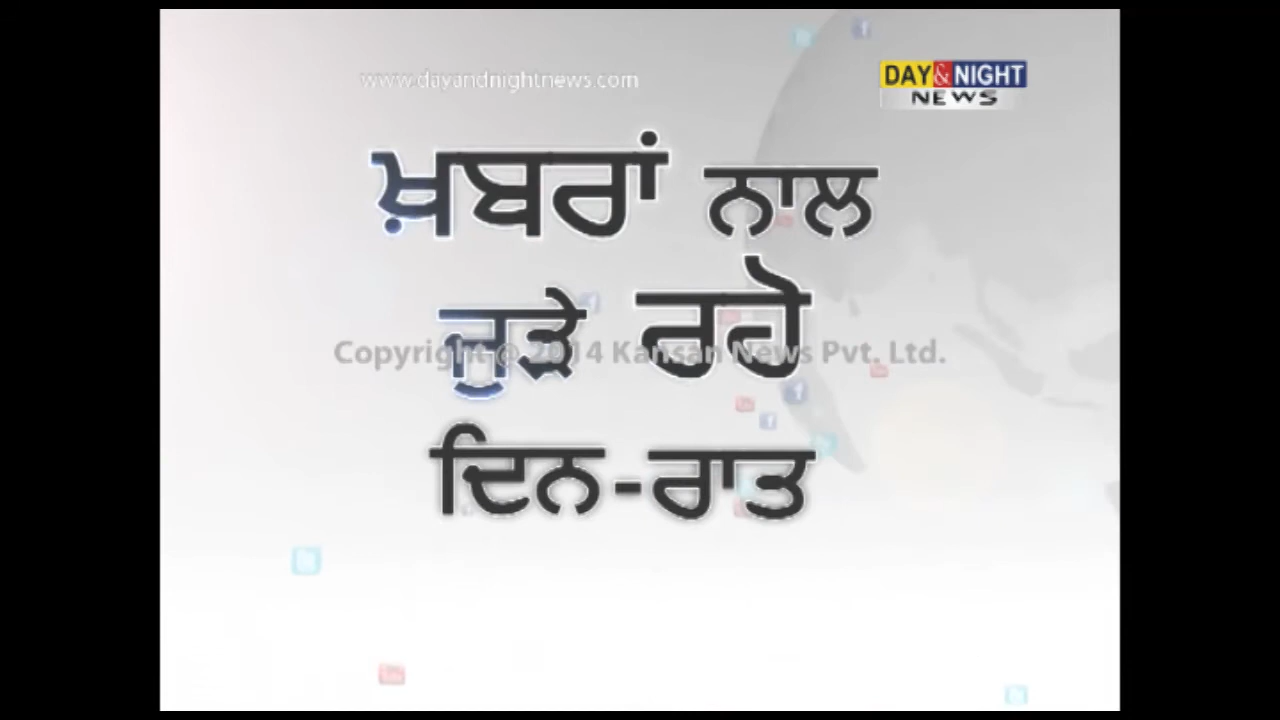 www.dayandnightnews.com
DAY&NIGHT
NEWS
ਖ਼ਬਰਾਂ ਨਾਲ
ਜੁੜੇ ਰਹੋ
Copyright @ 2014 Kansan News Pvt. Ltd.
ਦਿਨ-ਰਾਤ